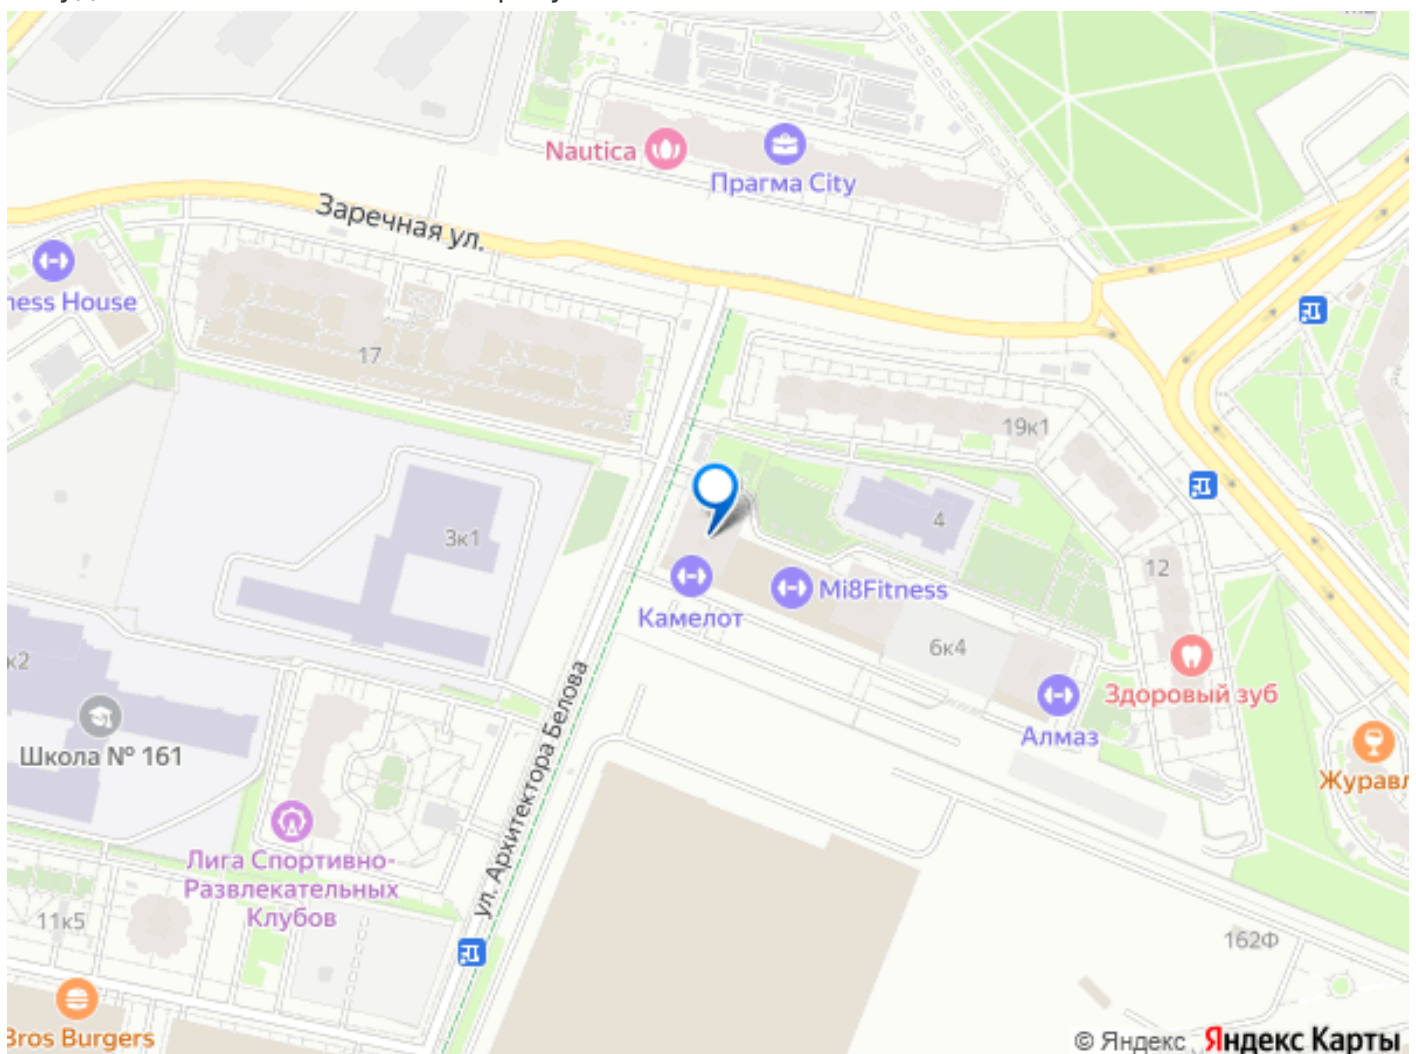 Nautica
Прагма City
Заречная ул.
ness House
17
19к1
3к1
4
12
Mi8Fitness
Камелот
6к4
к2
Здоровый зуб
Алмаз
Школа № 161
ул. Архитектора Белова
Журавл
Лига Спортивно-
Развлекательных
Клубов
11к5
162Ф
Bros Burgers
© Яндекс Яндекс Карты